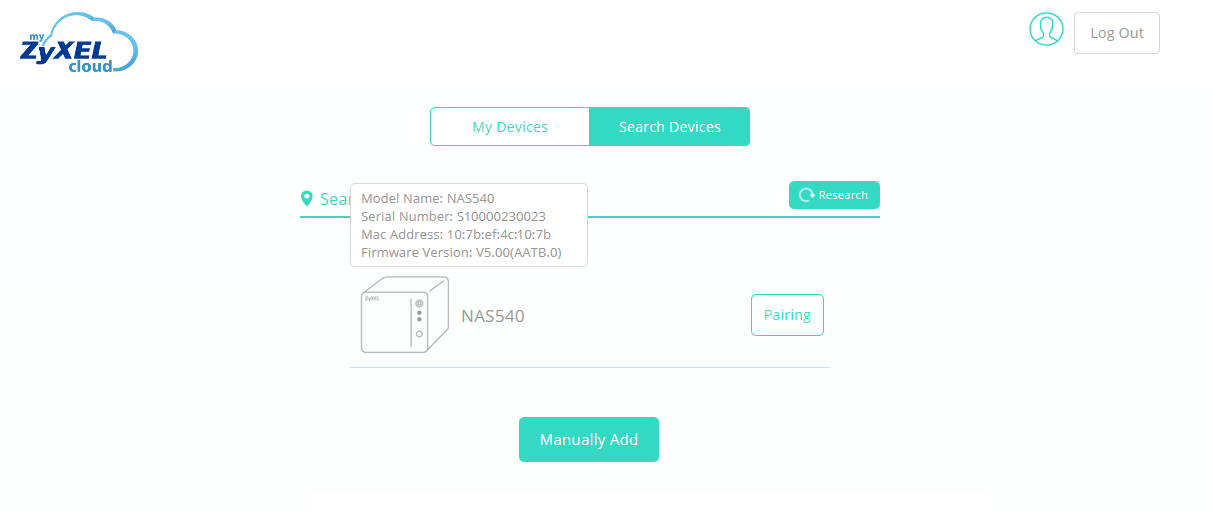 my
ZyXEL
cloud
Log Out
My Devices
Search Devices
Sea
Research
Model Name: NAS540
Serial Number: S10000230023
Mac Address: 10:7b:ef:4c:10:7b
Firmware Version: V5.00(AATB.0)
ZyXEL
NAS540
Pairing
Manually Add